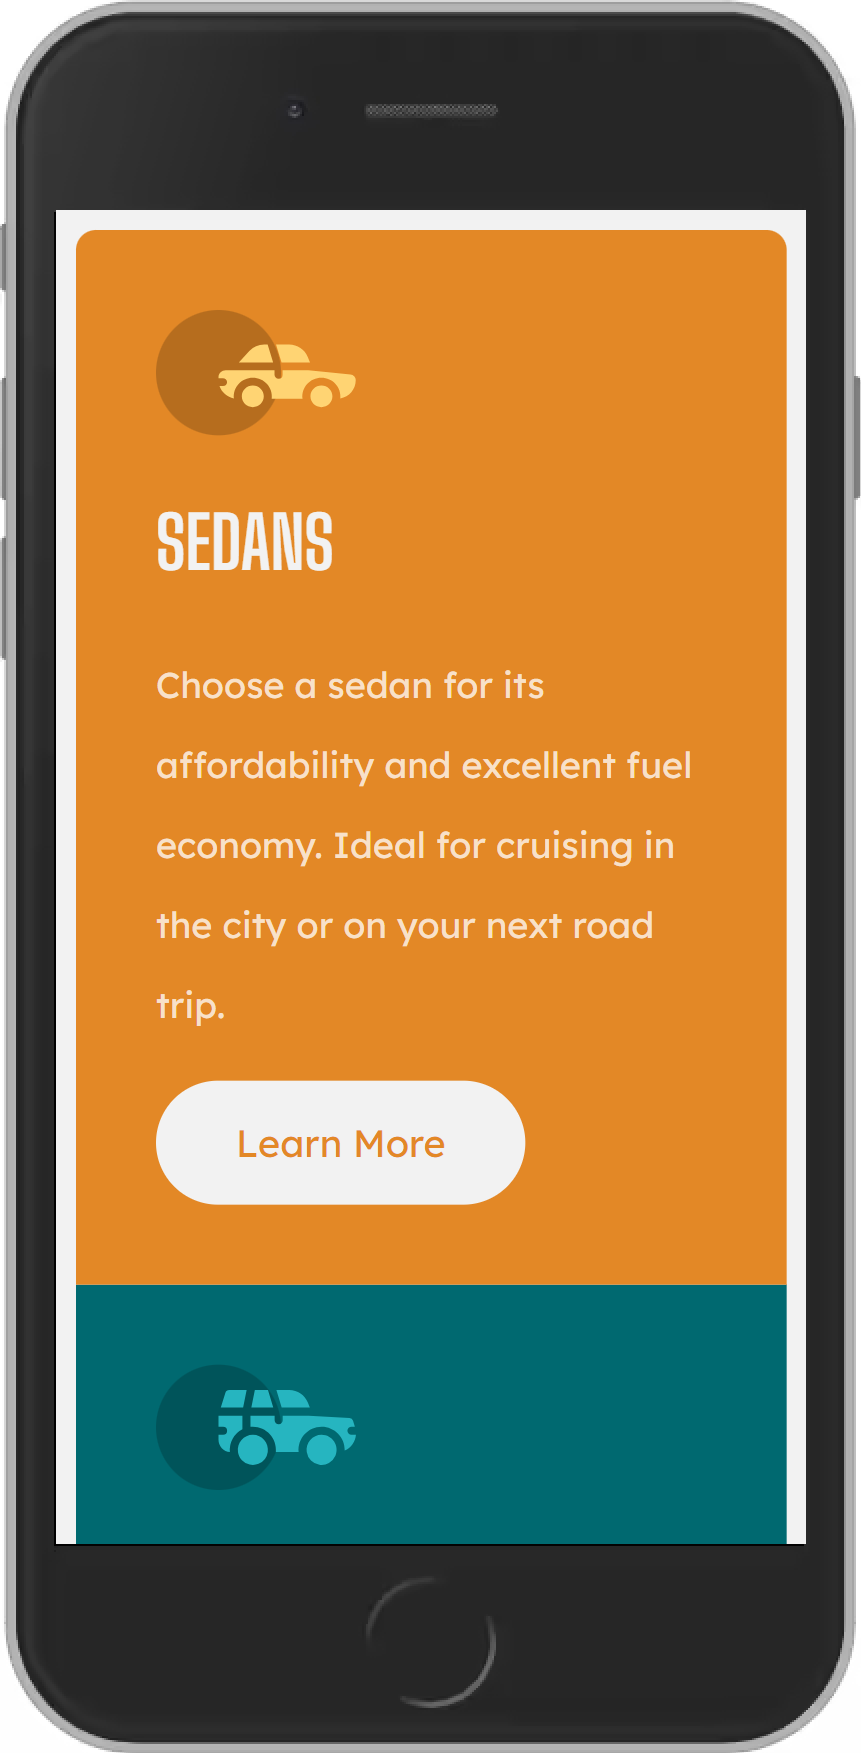 SEDANS
Choose a sedan for its
affordability and excellent fuel
economy. Ideal for cruising in
the city or on your next road
trip.
Learn More